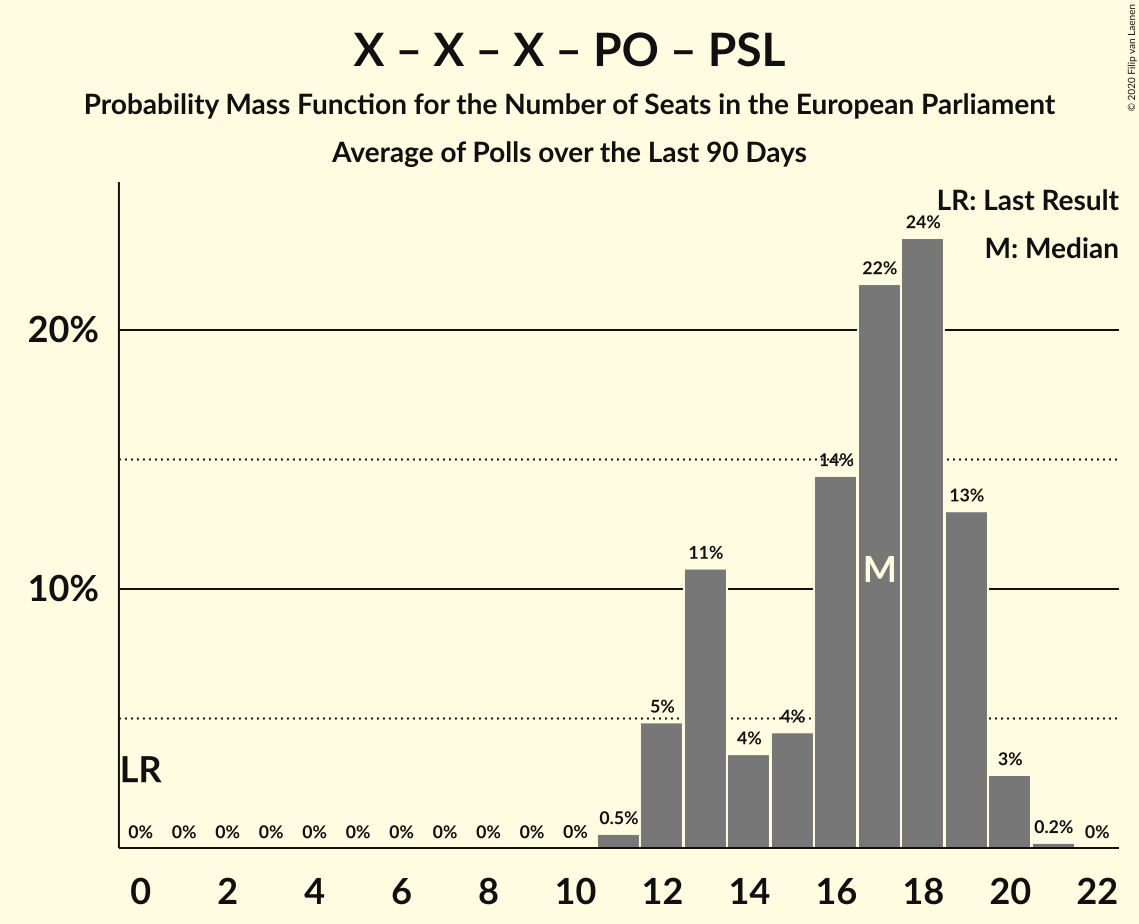 X – X – X – PO – PSL
Probability Mass Function for the Number of Seats in the European Parliament
Average of Polls over the Last 90 Days
© 2020 Filip van Laenen
LR: Last Result
M: Median
20%
10%
24%
22%
14%
13%
11%
5%
4%
4%
3%
0.5%
0.2%
0%
M
LR
0% 0% 0% 0% 0% 0% 0% 0% 0% 0% 0%
0 2 4 6 8 10 12 14 16 18 20 22